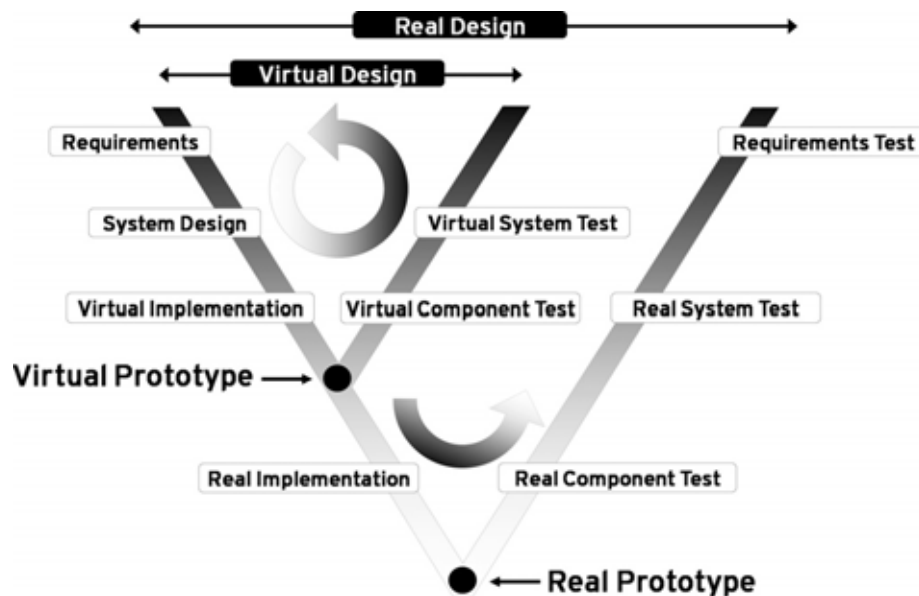 Real Design
Virtual Design
Requirements
Requirements Test
System Design
Virtual System Test
Virtual Implementation
Virtual Component Test
Real System Test
Virtual Prototype
Real Implementation
Real Component Test
Real Prototype